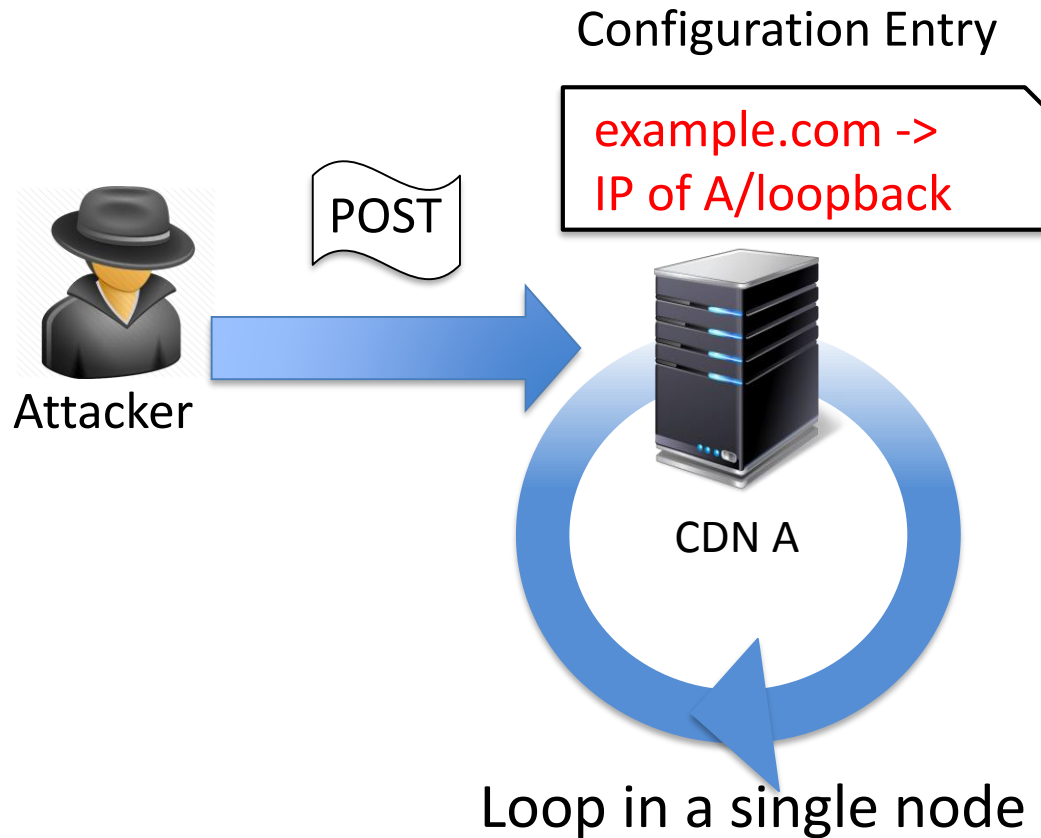 Configuration Entry
example.com ->
IP of A/loopback
POST
Attacker
CDN A
Loop in a single node